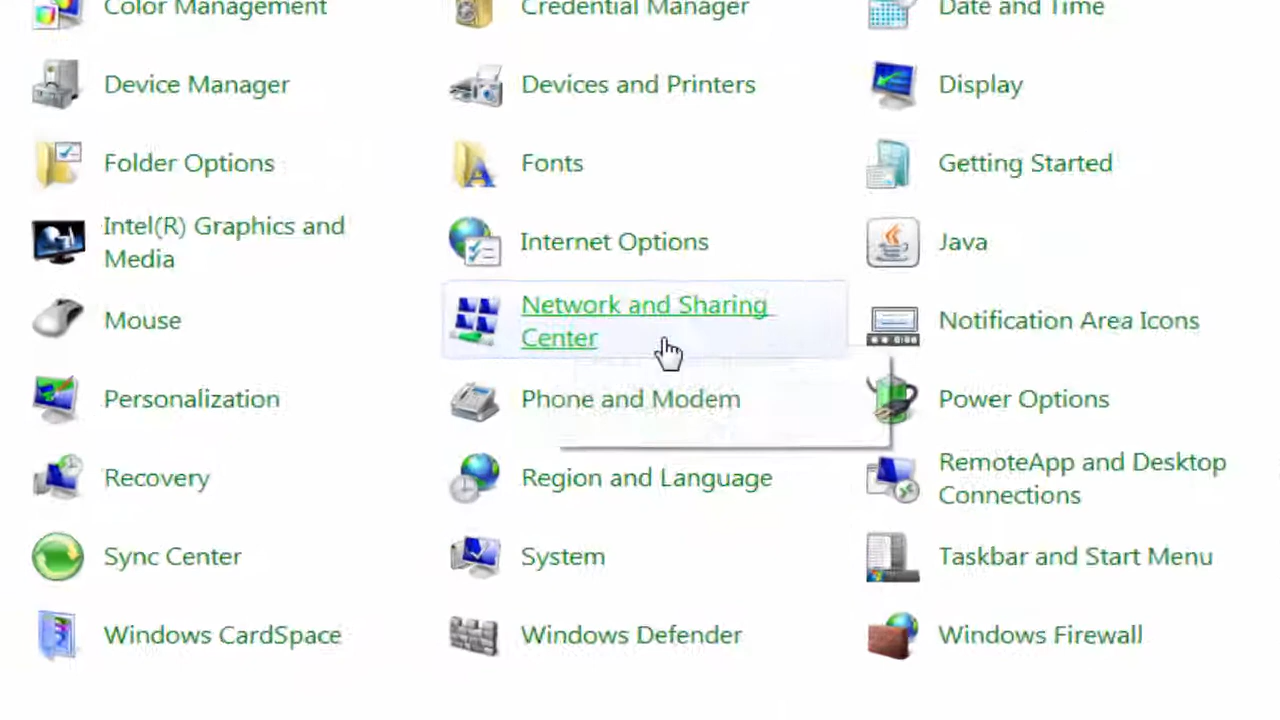 Color Management
Credential Manager
Date and Time
Device Manager
Devices and Printers
Display
Folder Options
Fonts
Getting Started
Intel(R) Graphics and
Media
Internet Options
Java
Mouse
Network and Sharing
Center
Notification Area Icons
Personalization
Phone and Modem
Power Options
Recovery
Region and Language
RemoteApp and Desktop
Connections
Sync Center
System
Taskbar and Start Menu
Windows CardSpace
Windows Defender
Windows Firewall